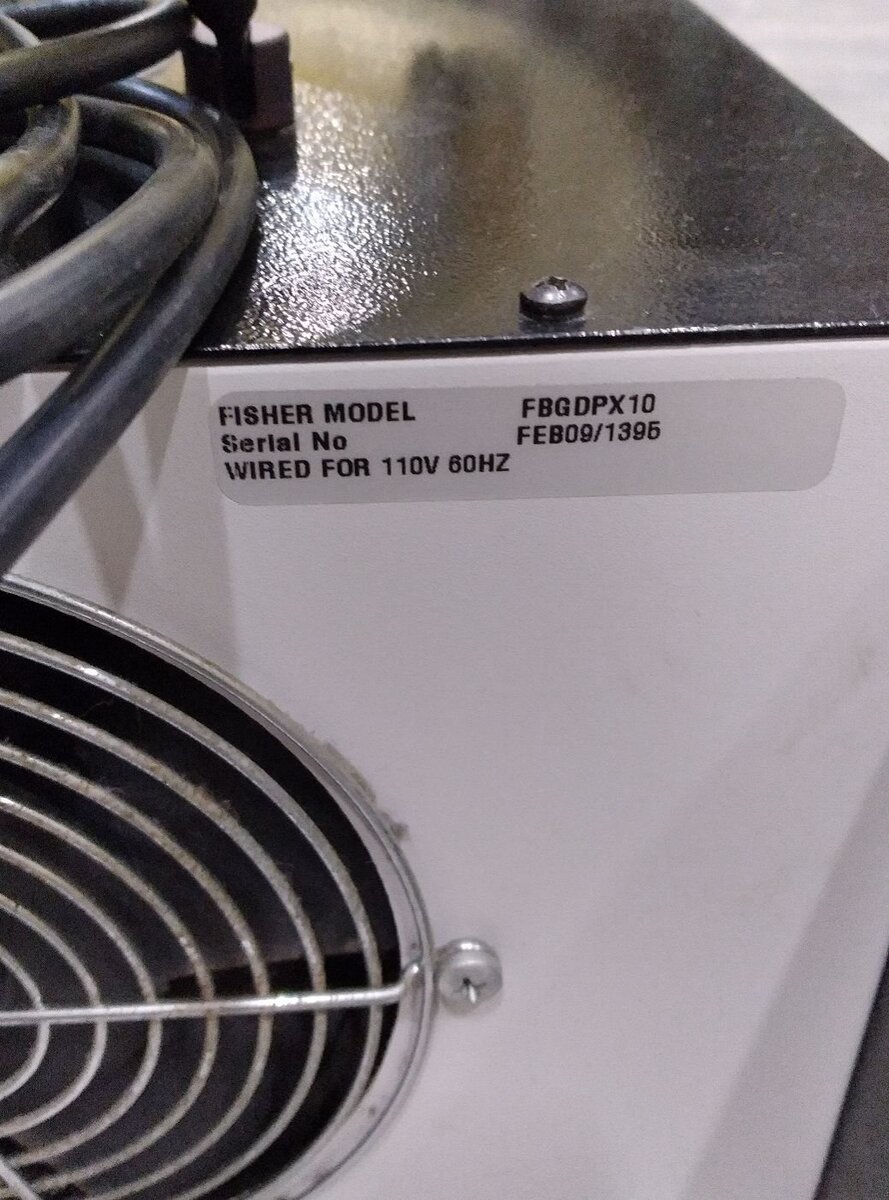 FISHER MODEL FBGDPX10
Serial No FEB09/1395
WIRED FOR 110V 60HZ